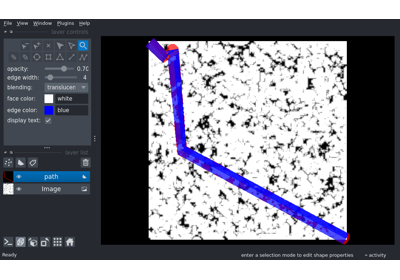 File View Window Plugins Help
layer controls
opacity: 0.70
edge width: 4
blending: translucen
face color: white
edge color: blue
display text:
layer list
path
Image
Ready
enter a selection mode to edit shape properties
activity